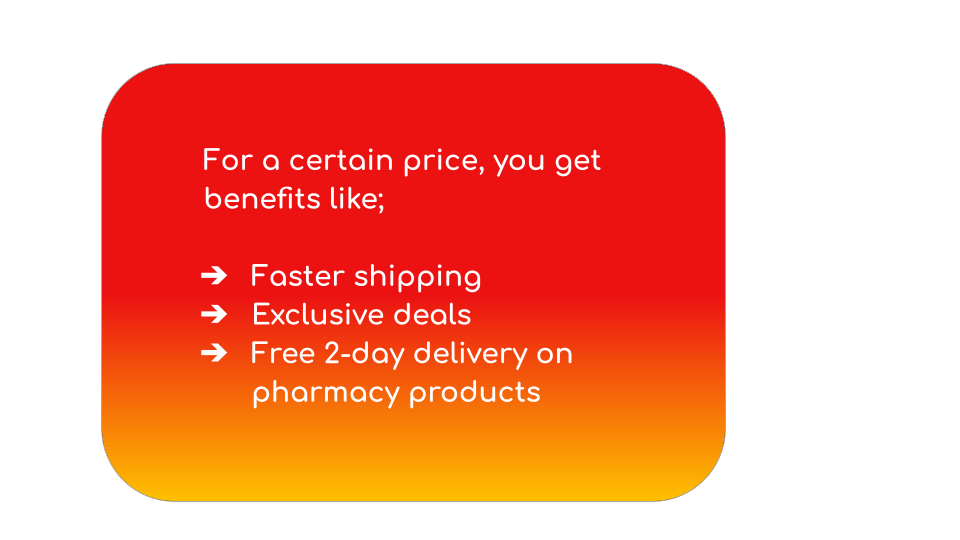 For a certain price, you get
benefits like;
➔ Faster shipping
➔ Exclusive deals
➔ Free 2-day delivery on
pharmacy products